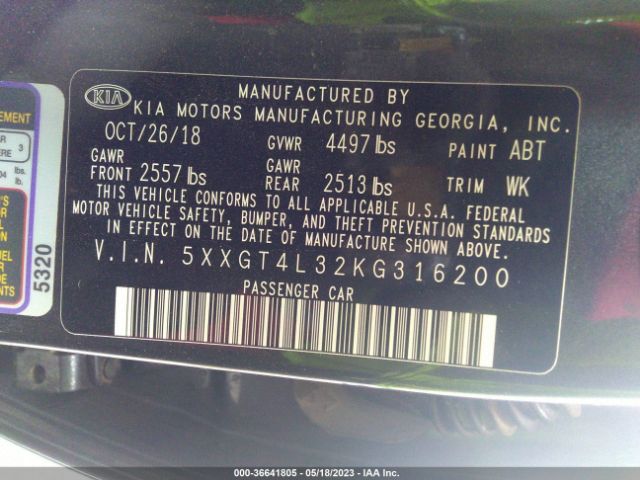 MANUFACTURED BY
KIA KIA MOTORS MANUFACTURING GEORGIA, INC.
OCT/26/18 GVWR 4497 lbs PAINT ABT
GAWR FRONT 2557 lbs GAWR REAR 2513 lbs TRIM WK
THIS VEHICLE CONFORMS TO ALL APPLICABLE U.S.A. FEDERAL
MOTOR VEHICLE SAFETY, BUMPER, AND THEFT PREVENTION STANDARDS
IN EFFECT ON THE DATE OF MANUFACTURE SHOWN ABOVE.
V.I.N. 5XXGT4L32KG316200
PASSENGER CAR
5320
3
lbs.
lb.
000-36641805 - 05/18/2023 - IAA Inc.